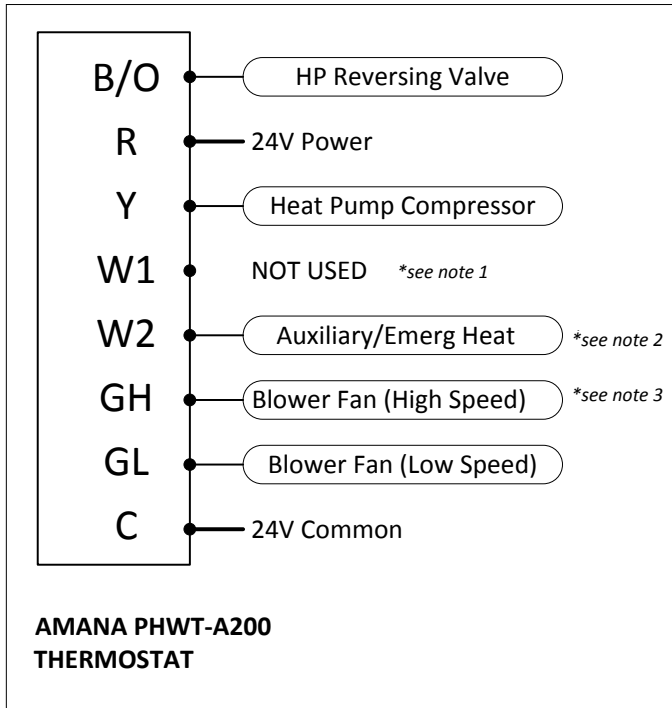 B/O HP Reversing Valve
R 24V Power
Y Heat Pump Compressor
W1 NOT USED *see note 1
W2 Auxiliary/Emerg Heat *see note 2
GH Blower Fan (High Speed) *see note 3
GL Blower Fan (Low Speed)
C 24V Common
AMANA PHWT-A200
THERMOSTAT